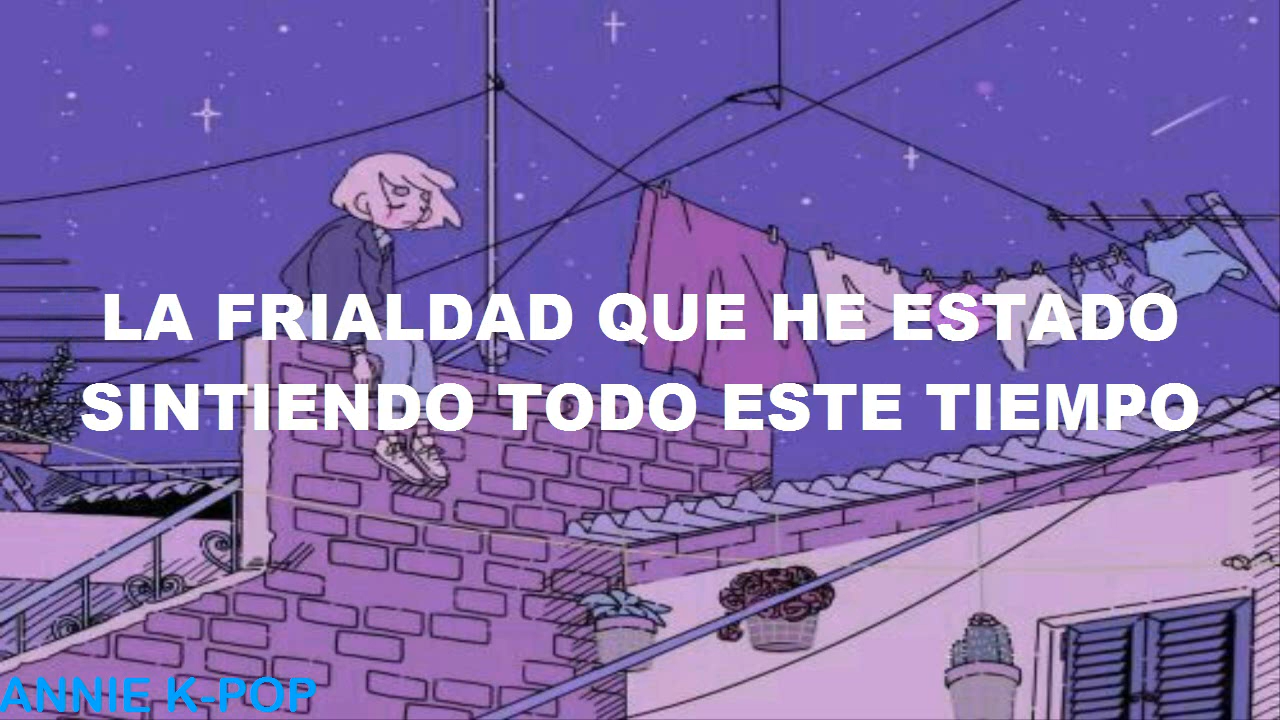 LA FRIALDAD QUE HE ESTADO
SINTIENDO TODO ESTE TIEMPO
ANNIE K-POP